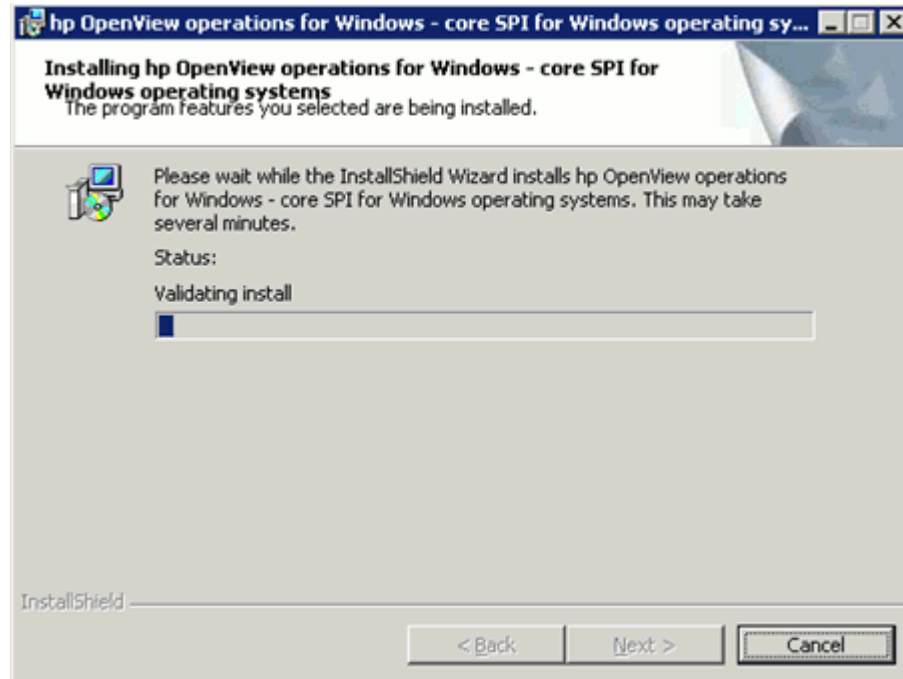 hp OpenView operations for Windows - core SPI for Windows operating sy...
Installing hp OpenView operations for Windows - core SPI for
Windows operating systems
The program features you selected are being installed.
Please wait while the InstallShield Wizard installs hp OpenView operations
for Windows - core SPI for Windows operating systems. This may take
several minutes.
Status:
Validating install
InstallShield
< Back
Next >
Cancel